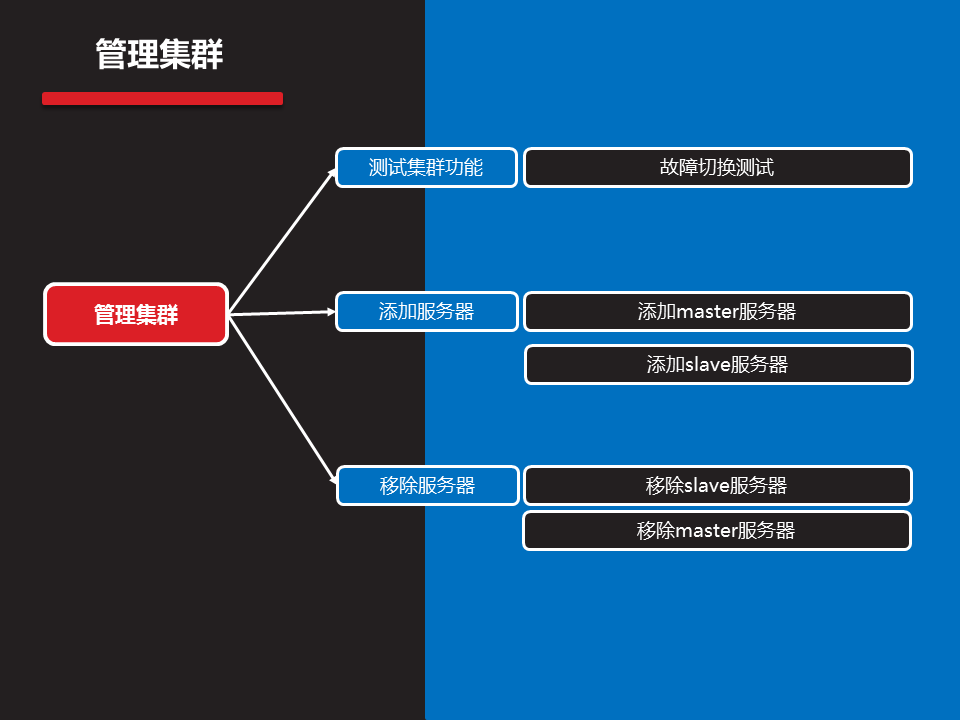 管理集群
测试集群功能
故障切换测试
管理集群
添加服务器
添加master服务器
添加slave服务器
移除服务器
移除slave服务器
移除master服务器